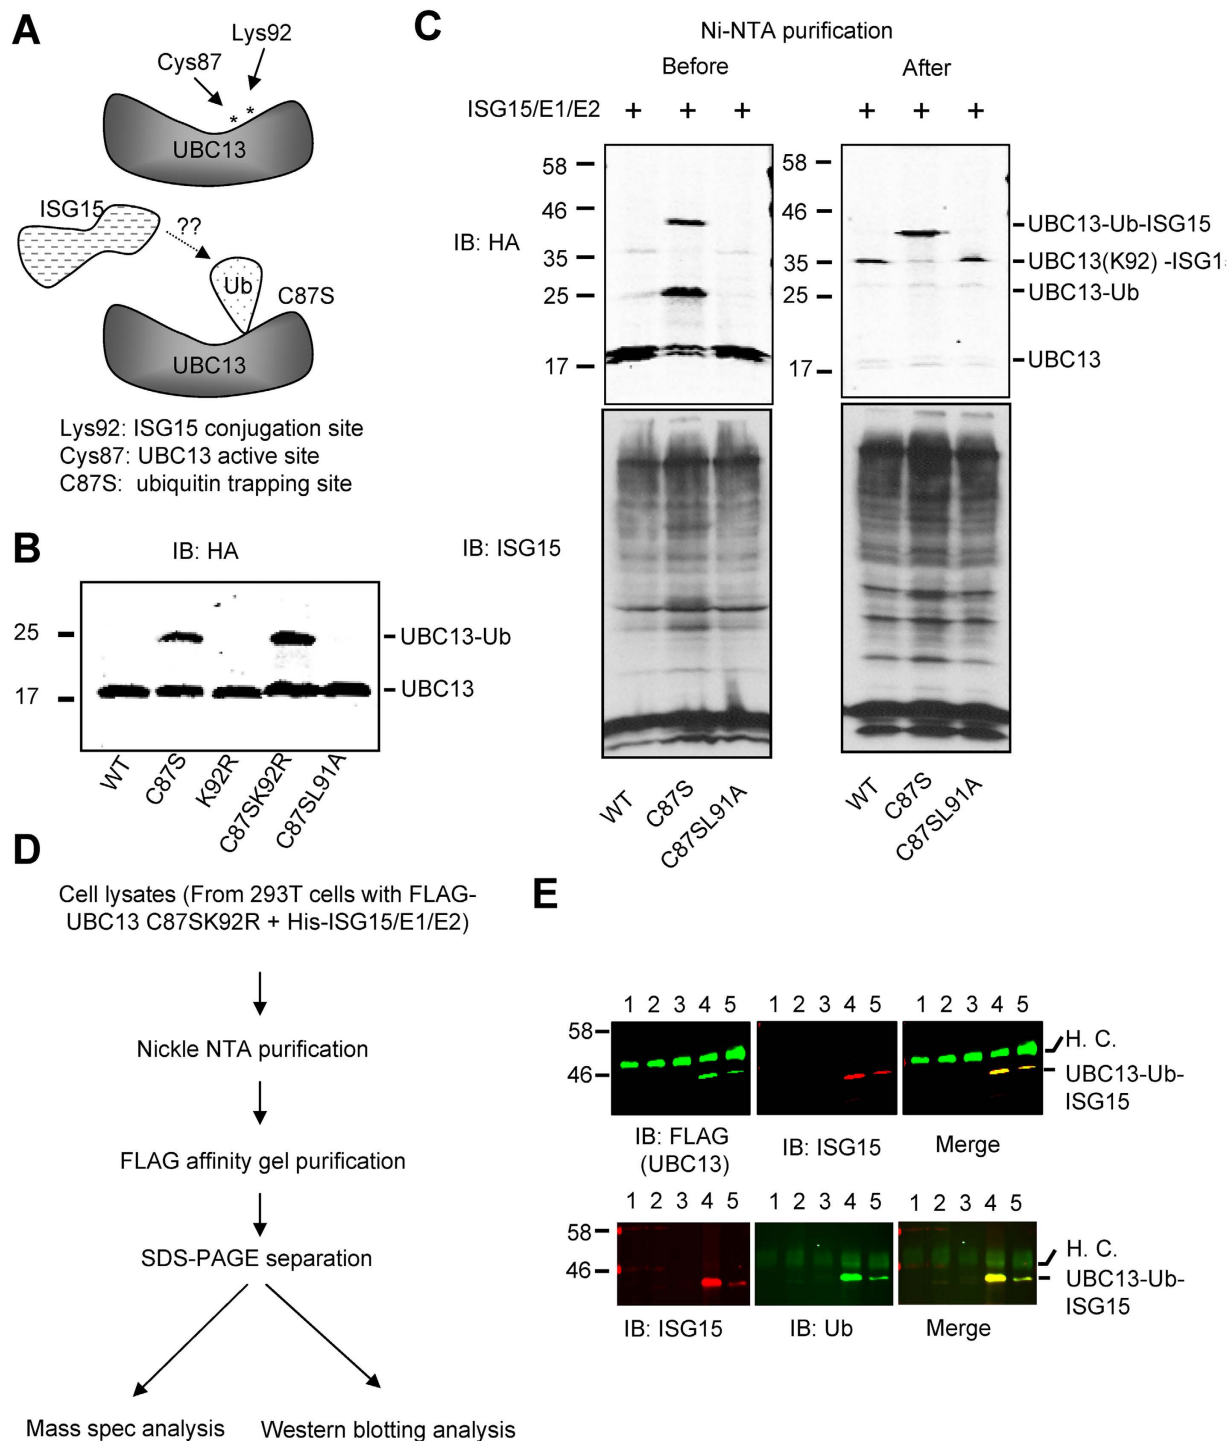 A
Lys92
Cys87
* *
UBC13
ISG15
??
Ub
C87S
UBC13
Lys92: ISG15 conjugation site
Cys87: UBC13 active site
C87S: ubiquitin trapping site
B
IB: HA
25
17
UBC13-Ub
UBC13
WT
C87S
K92R
C87SK92R
C87SL91A
C
Ni-NTA purification
Before
After
ISG15/E1/E2
+ + +
+ + +
IB: HA
58
46
35
25
17
58
46
35
25
17
UBC13-Ub-ISG15
UBC13(K92) -ISG1
UBC13-Ub
UBC13
IB: ISG15
WT
C87S
C87SL91A
WT
C87S
C87SL91A
D
Cell lysates (From 293T cells with FLAG-
UBC13 C87SK92R + His-ISG15/E1/E2)
Nickle NTA purification
FLAG affinity gel purification
SDS-PAGE separation
Mass spec analysis
Western blotting analysis
E
1 2 3 4 5
1 2 3 4 5
1 2 3 4 5
58
46
H. C.
UBC13-Ub-
ISG15
IB: FLAG
(UBC13)
IB: ISG15
Merge
1 2 3 4 5
1 2 3 4 5
1 2 3 4 5
58
46
H. C.
UBC13-Ub-
ISG15
IB: ISG15
IB: Ub
Merge